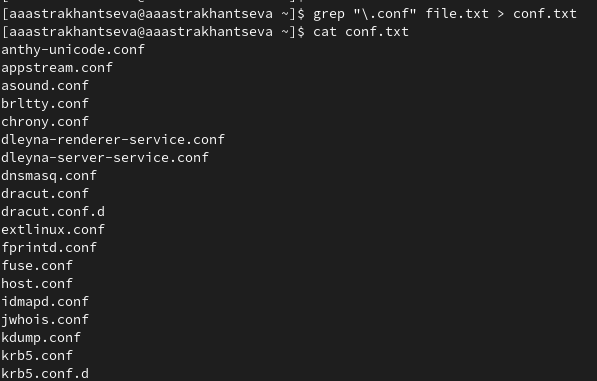 [aaastrakhantseva@aaastrakhantseva ~]$ grep "\.conf" file.txt > conf.txt
[aaastrakhantseva@aaastrakhantseva ~]$ cat conf.txt
anthy-unicode.conf
appstream.conf
asound.conf
brltty.conf
chrony.conf
dleyna-renderer-service.conf
dleyna-server-service.conf
dnsmasq.conf
dracut.conf
dracut.conf.d
extlinux.conf
fprintd.conf
fuse.conf
host.conf
idmapd.conf
jwhois.conf
kdump.conf
krb5.conf
krb5.conf.d